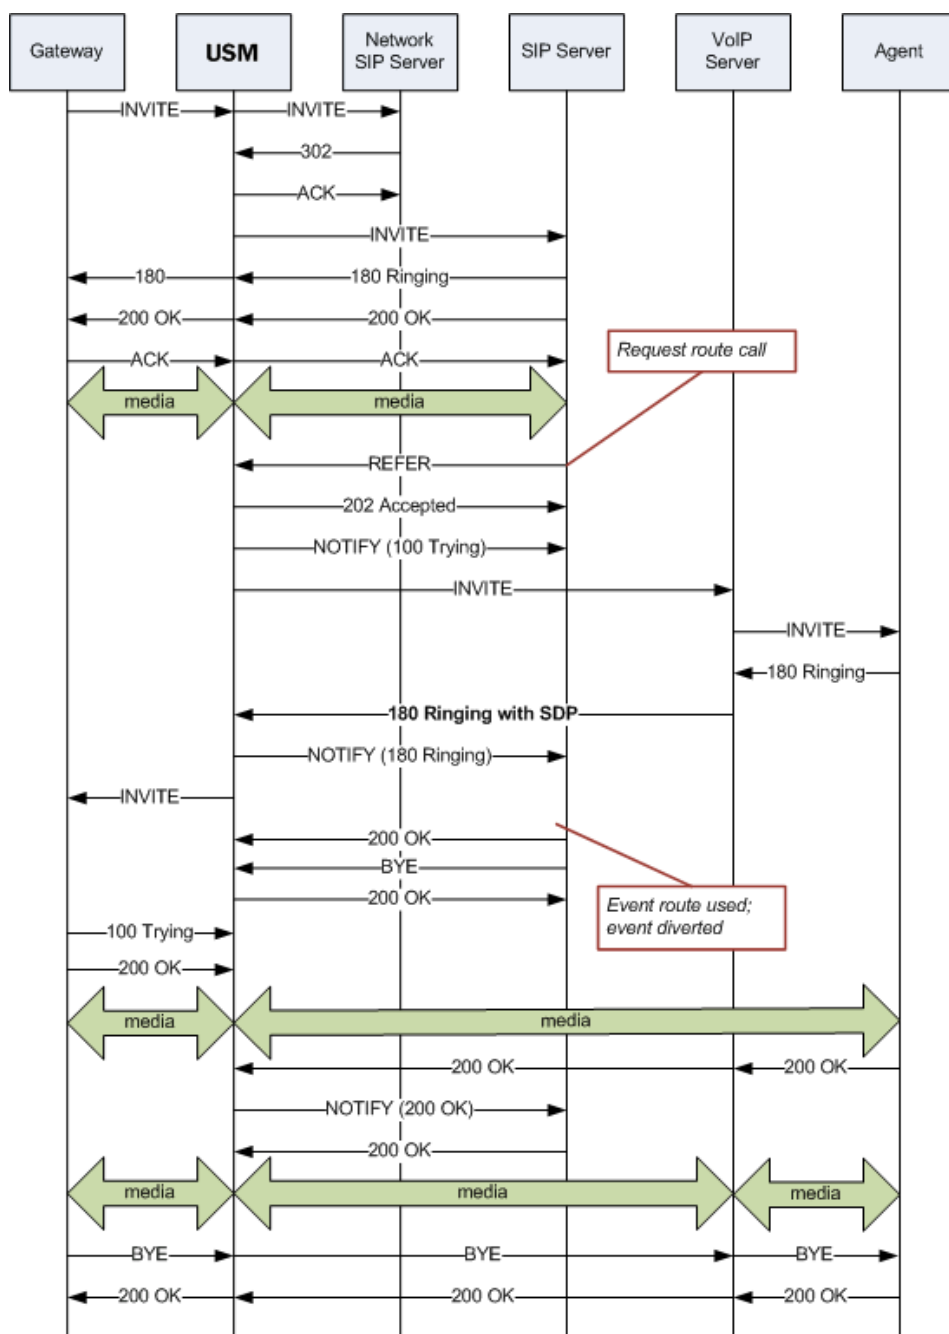 Gateway
USM
Network
SIP Server
SIP Server
VoIP
Server
Agent
INVITE INVITE
302
ACK
INVITE
180 180 Ringing
200 OK 200 OK
Request route call
ACK ACK
media media
REFER
202 Accepted
NOTIFY (100 Trying)
INVITE
INVITE
180 Ringing
180 Ringing with SDP
NOTIFY (180 Ringing)
INVITE
200 OK
BYE
200 OK
Event route used;
event diverted
100 Trying
200 OK
media media
200 OK 200 OK
NOTIFY (200 OK)
200 OK
media media media
BYE BYE BYE
200 OK 200 OK 200 OK